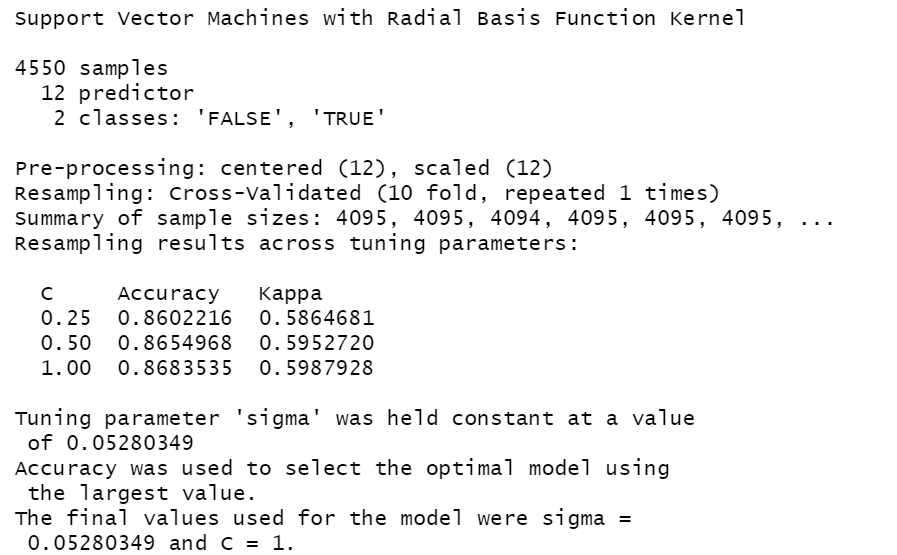 Support Vector Machines with Radial Basis Function Kernel
4550 samples
12 predictor
2 classes: 'FALSE', 'TRUE'
Pre-processing: centered (12), scaled (12)
Resampling: Cross-Validated (10 fold, repeated 1 times)
Summary of sample sizes: 4095, 4095, 4094, 4095, 4095, 4095, ...
Resampling results across tuning parameters:
C Accuracy Kappa
0.25 0.8602216 0.5864681
0.50 0.8654968 0.5952720
1.00 0.8683535 0.5987928
Tuning parameter 'sigma' was held constant at a value
of 0.05280349
Accuracy was used to select the optimal model using
the largest value.
The final values used for the model were sigma =
0.05280349 and C = 1.